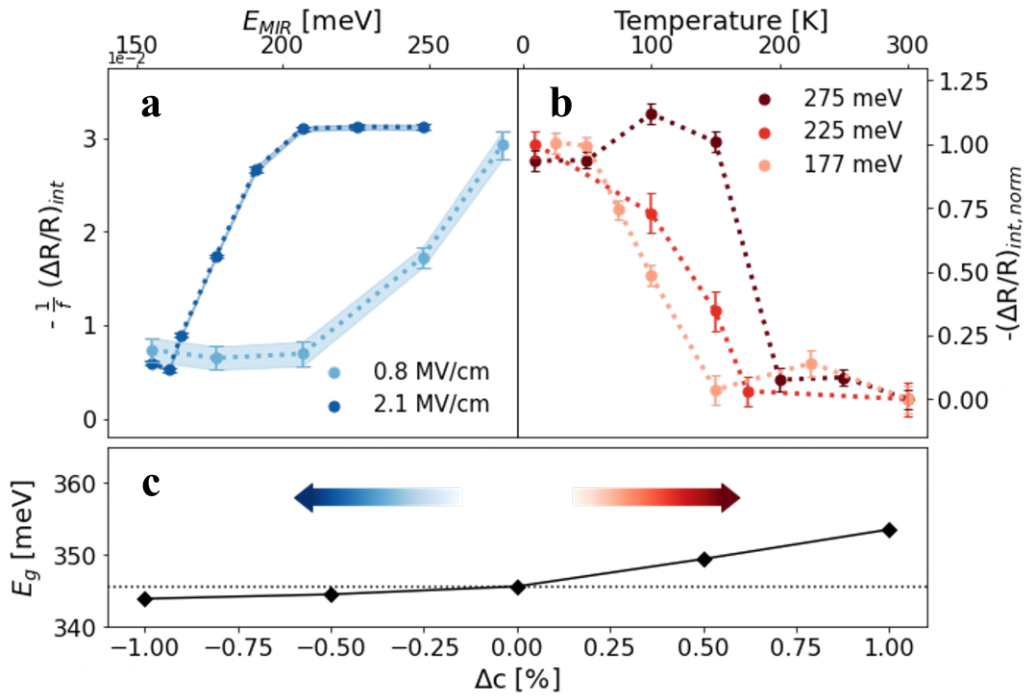 E_MIR [meV]
Temperature [K]
150 200 250 0 100 200 300
1e−2
a
b
- 1/f (ΔR/R)_int
3
2
1
0
0.8 MV/cm
2.1 MV/cm
275 meV
225 meV
177 meV
1.25
1.00
0.75
0.50
0.25
0.00
-(ΔR/R)_int,norm
c
E_g [meV]
360
350
340
−1.00 −0.75 −0.50 −0.25 0.00 0.25 0.50 0.75 1.00
Δc [%]